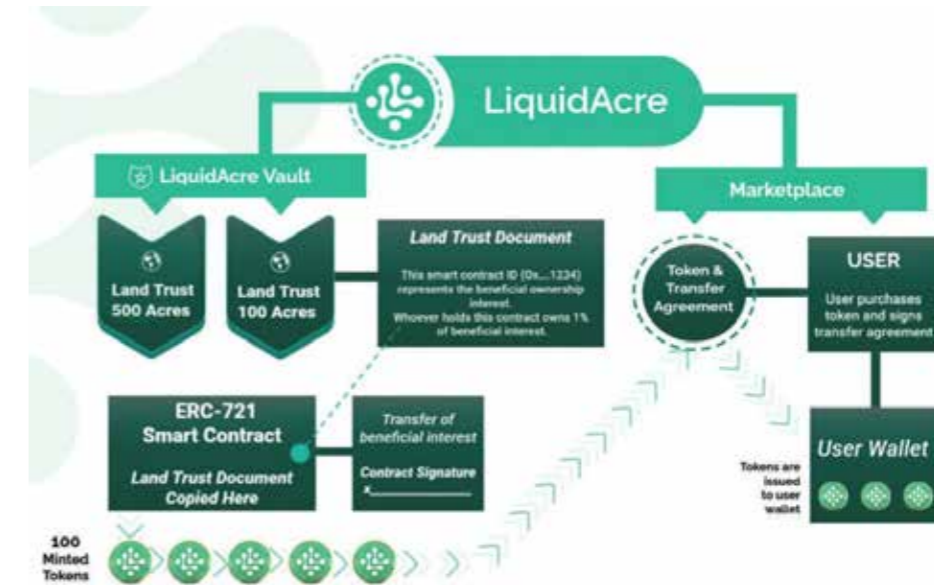 LiquidAcre
LiquidAcre Vault
Marketplace
Land Trust
500 Acres
Land Trust
100 Acres
Land Trust Document
This smart contract ID (0x...1234)
represents the beneficial ownership
interest.
Whoever holds this contract owns 1%
of beneficial interest.
Token &
Transfer
Agreement
USER
User purchases
token and signs
transfer agreement
ERC-721
Smart Contract
Land Trust Document
Copied Here
Transfer of
beneficial interest
Contract Signature
x
User Wallet
Tokens are
issued
to user
wallet
100
Minted
Tokens